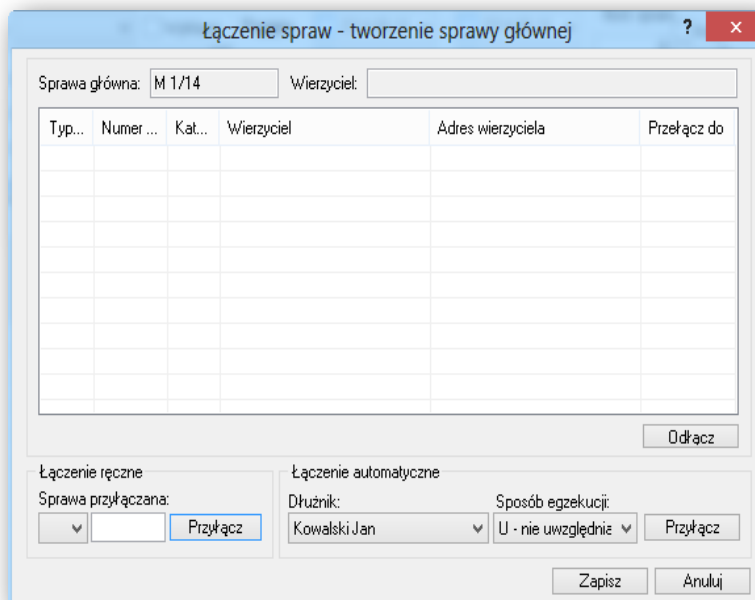 Łączenie spraw - tworzenie sprawy głównej ?
Sprawa główna: M 1/14 Wierzyciel:
Typ... Numer ... Kat... Wierzyciel Adres wierzyciela Przełącz do
Odłącz
Łączenie ręczne Łączenie automatyczne
Sprawa przyłączana: Dłużnik: Sposób egzekucji:
Przyłącz Kowalski Jan U - nie uwzględnia Przyłącz
Zapisz Anuluj